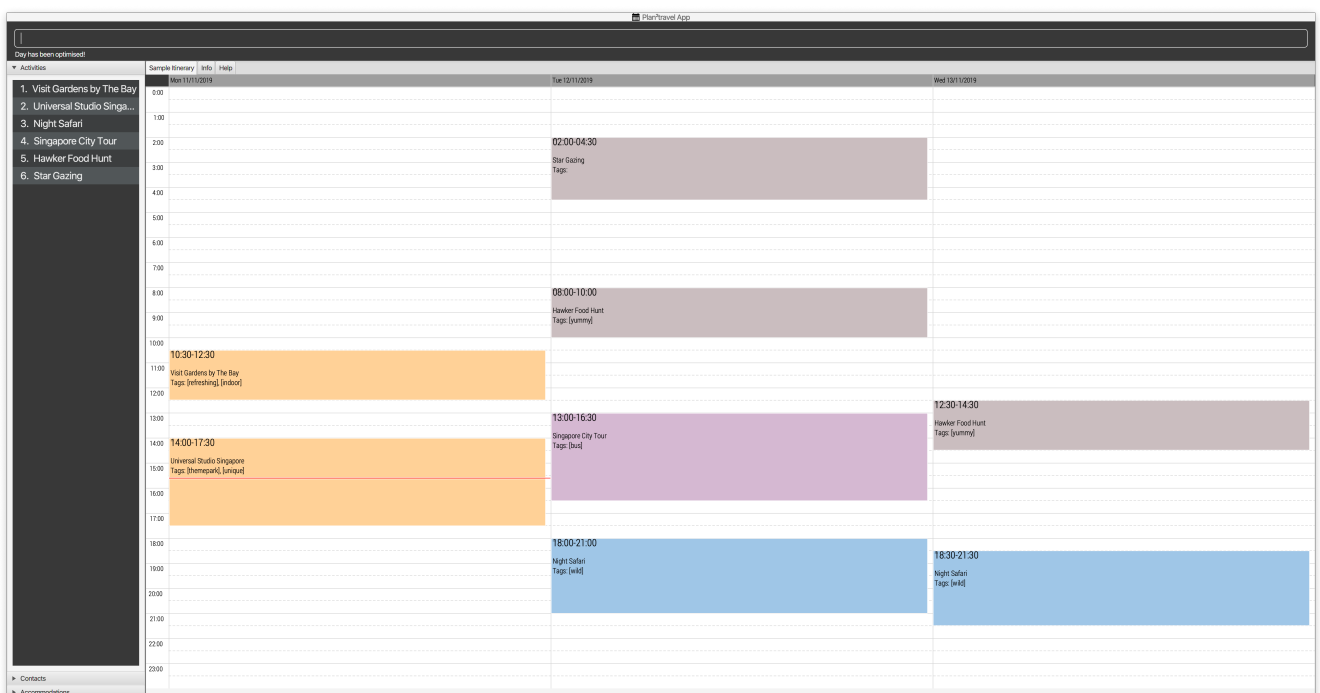 Plan²travel App
Day has been optimised!
Activities
1. Visit Gardens by The Bay
2. Universal Studio Singa...
3. Night Safari
4. Singapore City Tour
5. Hawker Food Hunt
6. Star Gazing
Contacts
Accommodations
Sample Itinerary Info Help
Mon 11/11/2019 Tue 12/11/2019 Wed 13/11/2019
0:00
1:00
2:00
3:00
4:00
5:00
6:00
7:00
8:00
9:00
10:00
11:00
12:00
13:00
14:00
15:00
16:00
17:00
18:00
19:00
20:00
21:00
22:00
23:00
10:30-12:30
Visit Gardens by The Bay
Tags: [refreshing], [indoor]
14:00-17:30
Universal Studio Singapore
Tags: [themepark], [unique]
02:00-04:30
Star Gazing
Tags:
08:00-10:00
Hawker Food Hunt
Tags: [yummy]
13:00-16:30
Singapore City Tour
Tags: [bus]
18:00-21:00
Night Safari
Tags: [wild]
12:30-14:30
Hawker Food Hunt
Tags: [yummy]
18:30-21:30
Night Safari
Tags: [wild]